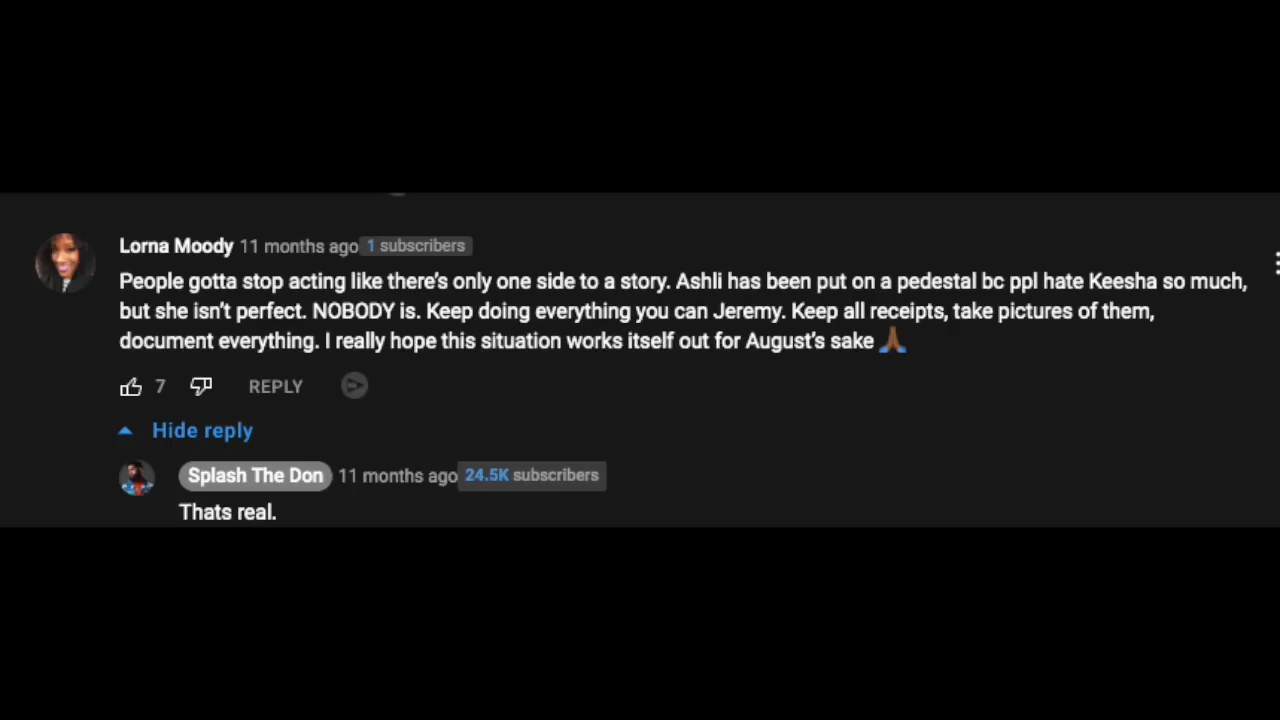 Lorna Moody 11 months ago 1 subscribers
People gotta stop acting like there's only one side to a story. Ashli has been put on a pedestal bc ppl hate Keesha so much,
but she isn't perfect. NOBODY is. Keep doing everything you can Jeremy. Keep all receipts, take pictures of them,
document everything. I really hope this situation works itself out for August's sake 🙏🏾
7 REPLY
Hide reply
Splash The Don 11 months ago 24.5K subscribers
Thats real.